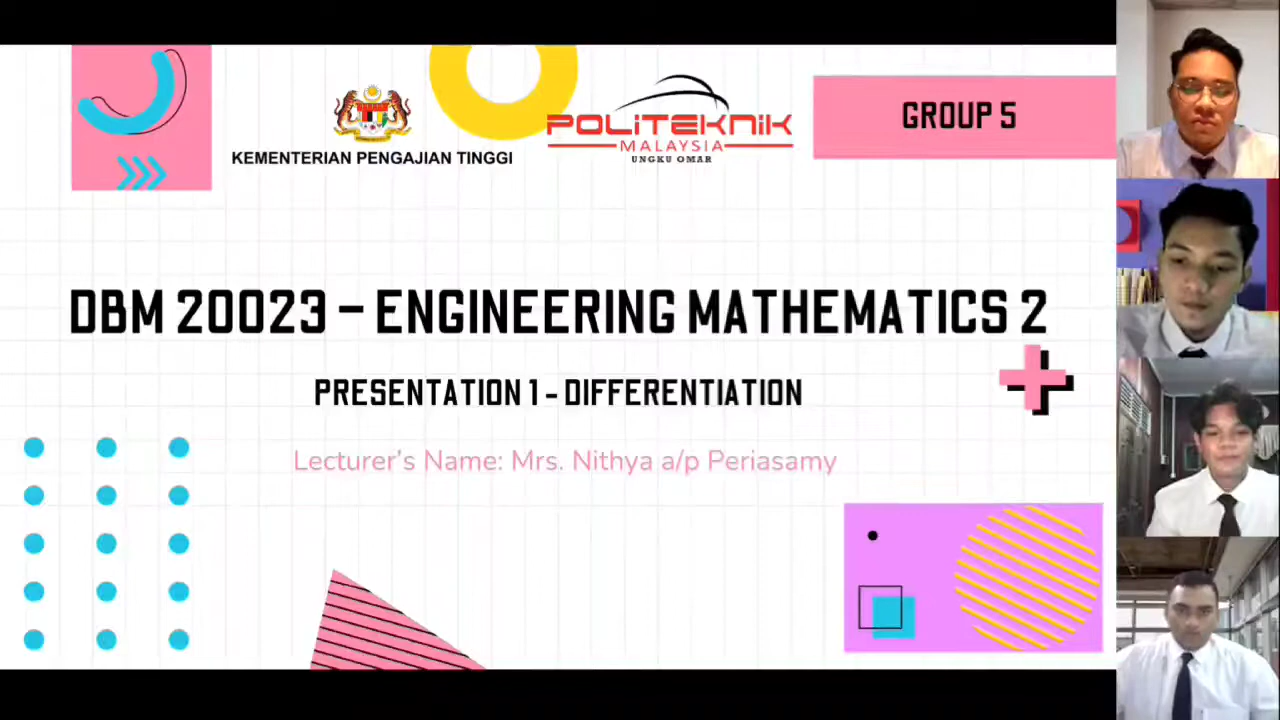 KEMENTERIAN PENGAJIAN TINGGI
POLITEKNIK
MALAYSIA
UNGKU OMAR
GROUP 5
DBM 20023 – ENGINEERING MATHEMATICS 2
PRESENTATION 1 - DIFFERENTIATION
Lecturer's Name: Mrs. Nithya a/p Periasamy